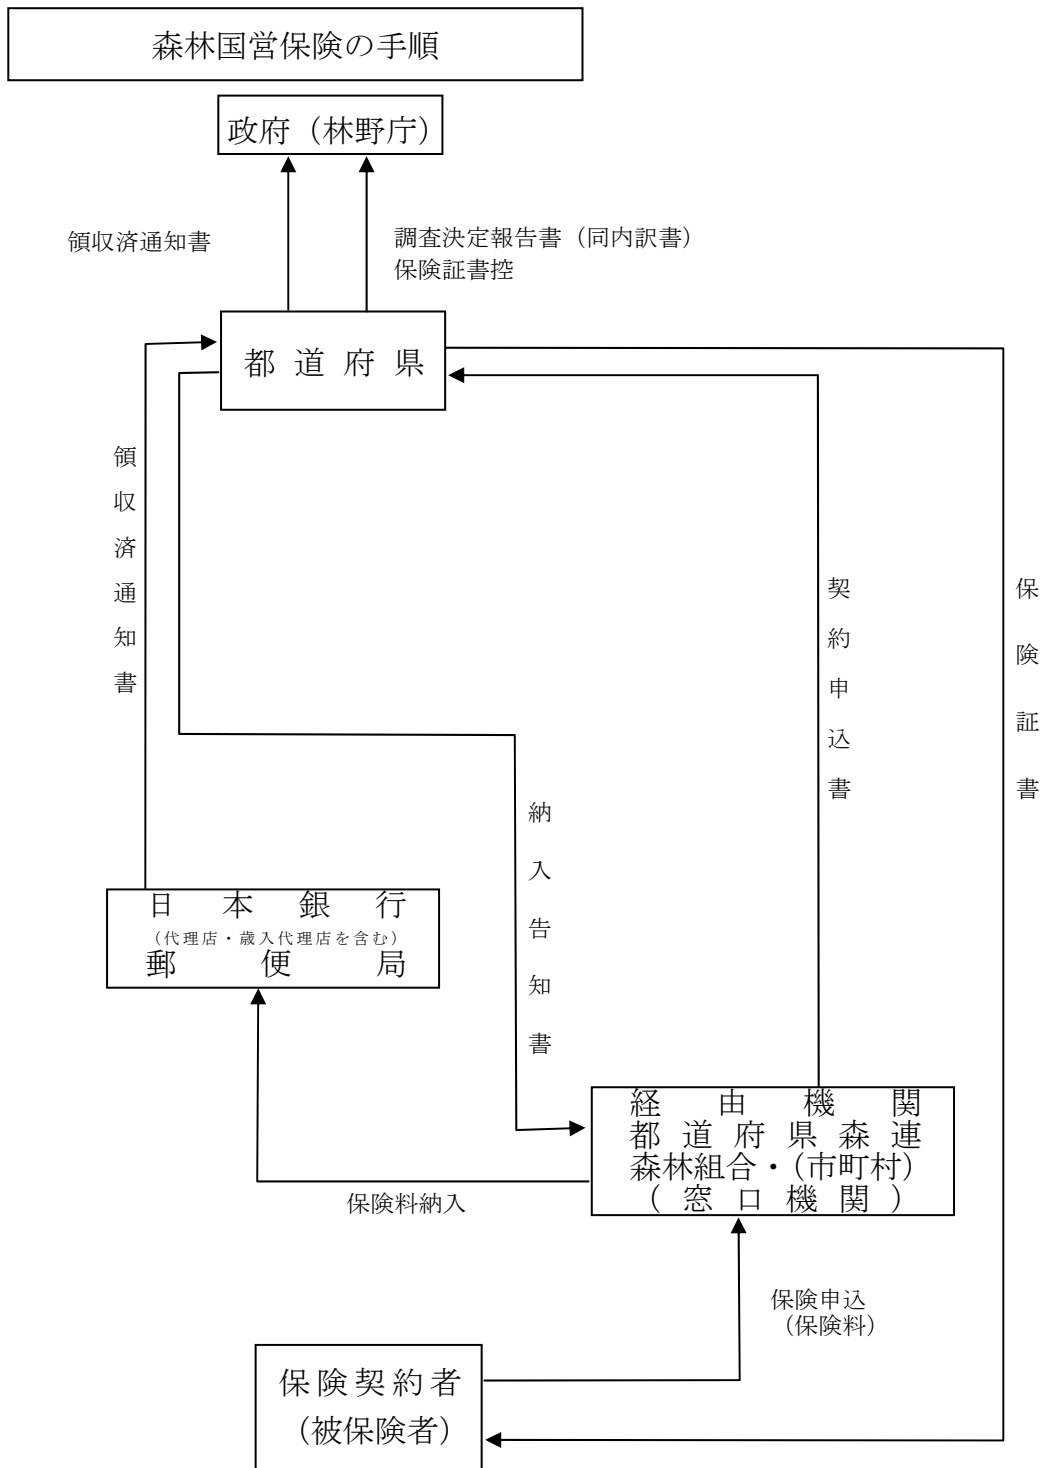 森林国営保険の手順
政府（林野庁）
領収済通知書
調査決定報告書（同内訳書）
保険証書控
都道府県
領収済通知書
契約申込書
保険証書
納入告知書
日本銀行
（代理店・歳入代理店を含む）
郵便局
経由機関
都道府県森連
森林組合・（市町村）
（窓口機関）
保険料納入
保険申込
（保険料）
保険契約者
（被保険者）